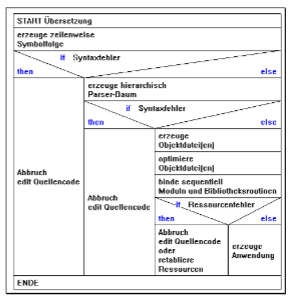 START Übersetzung
erzeuge zeilenweise
Symbolfolge
if Syntaxfehler
then else
erzeuge hierarchisch
Parser-Baum
if Syntaxfehler
then else
Abbruch
edit Quellencode
Abbruch
edit Quellencode
erzeuge
Objektdatei(en)
optimiere
Objektdatei(en)
binde sequentiell
Moduln und Bibliotheksroutinen
if Ressourcenfehler
then else
Abbruch
edit Quellencode
oder
retabliere
Ressourcen
erzeuge
Anwendung
ENDE